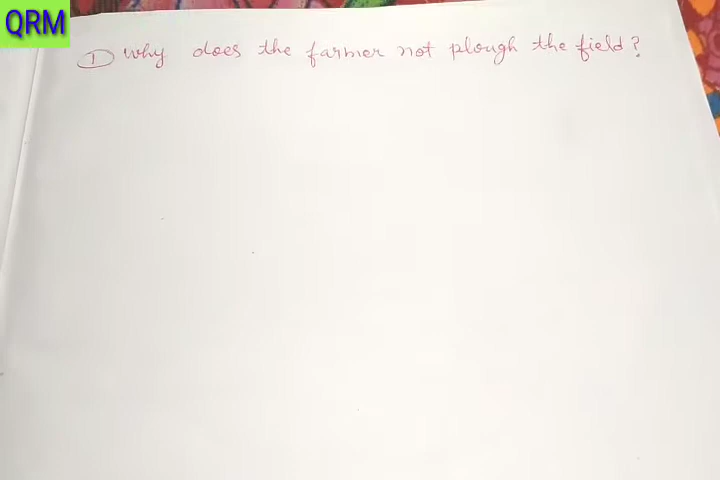 QRM
① Why does the farmer not plough the field?